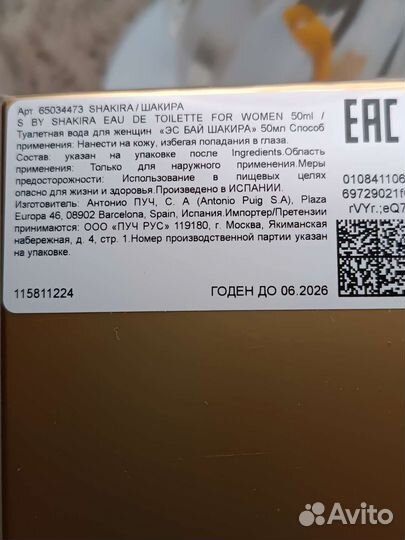 Арт 65034473 SHAKIRA / ШАКИРА
S BY SHAKIRA EAU DE TOILETTE FOR WOMEN 50ml /
Туалетная вода для женщин «ЭС БАЙ ШАКИРА» 50мл Способ
применения: Нанести на кожу, избегая попадания в глаза.
Состав: указан на упаковке после Ingredients.Область
применения: Только для наружного применения.Меры
предосторожности: Использование в пищевых целях
опасно для жизни и здоровья.Произведено в ИСПАНИИ.
Изготовитель: Антонио ПУЧ, С. А (Antonio Puig S.A), Plaza
Europa 46, 08902 Barcelona, Spain, Испания.Импортер/Претензии
принимаются: ООО «ПУЧ РУС» 119180, г. Москва, Якиманская
набережная, д. 4, стр. 1.Номер производственной партии указан
на упаковке.
115811224
ГОДЕН ДО 06.2026
EAC
010841106
69729021f
rVYr.;eQ7
Avito